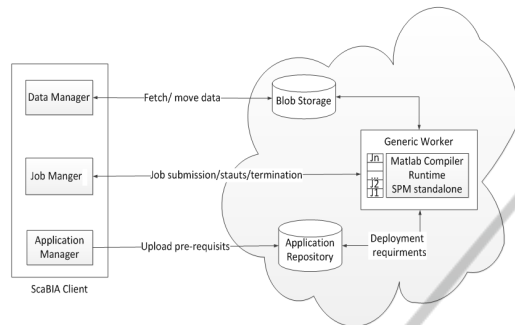 Data Manager
Fetch/ move data
Blob Storage
Generic Worker
Jn
J2
J1
Matlab Compiler
Runtime
SPM standalone
Job Manger
Job submission/stauts/termination
Application
Manager
Upload pre-requisits
Application
Repository
Deployment
requirments
ScaBIA Client